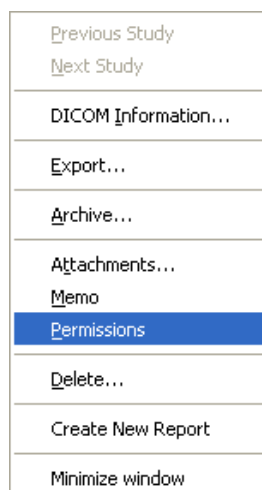 Previous Study
Next Study
DICOM Information...
Export...
Archive...
Attachments...
Memo
Permissions
Delete...
Create New Report
Minimize window